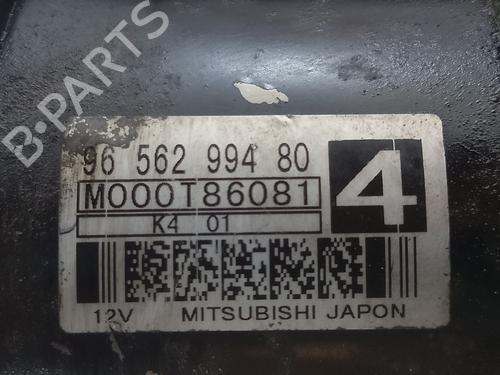 B-PARTS
96 562 994 80
M000T86081
4
K4 01
12V MITSUBISHI JAPON